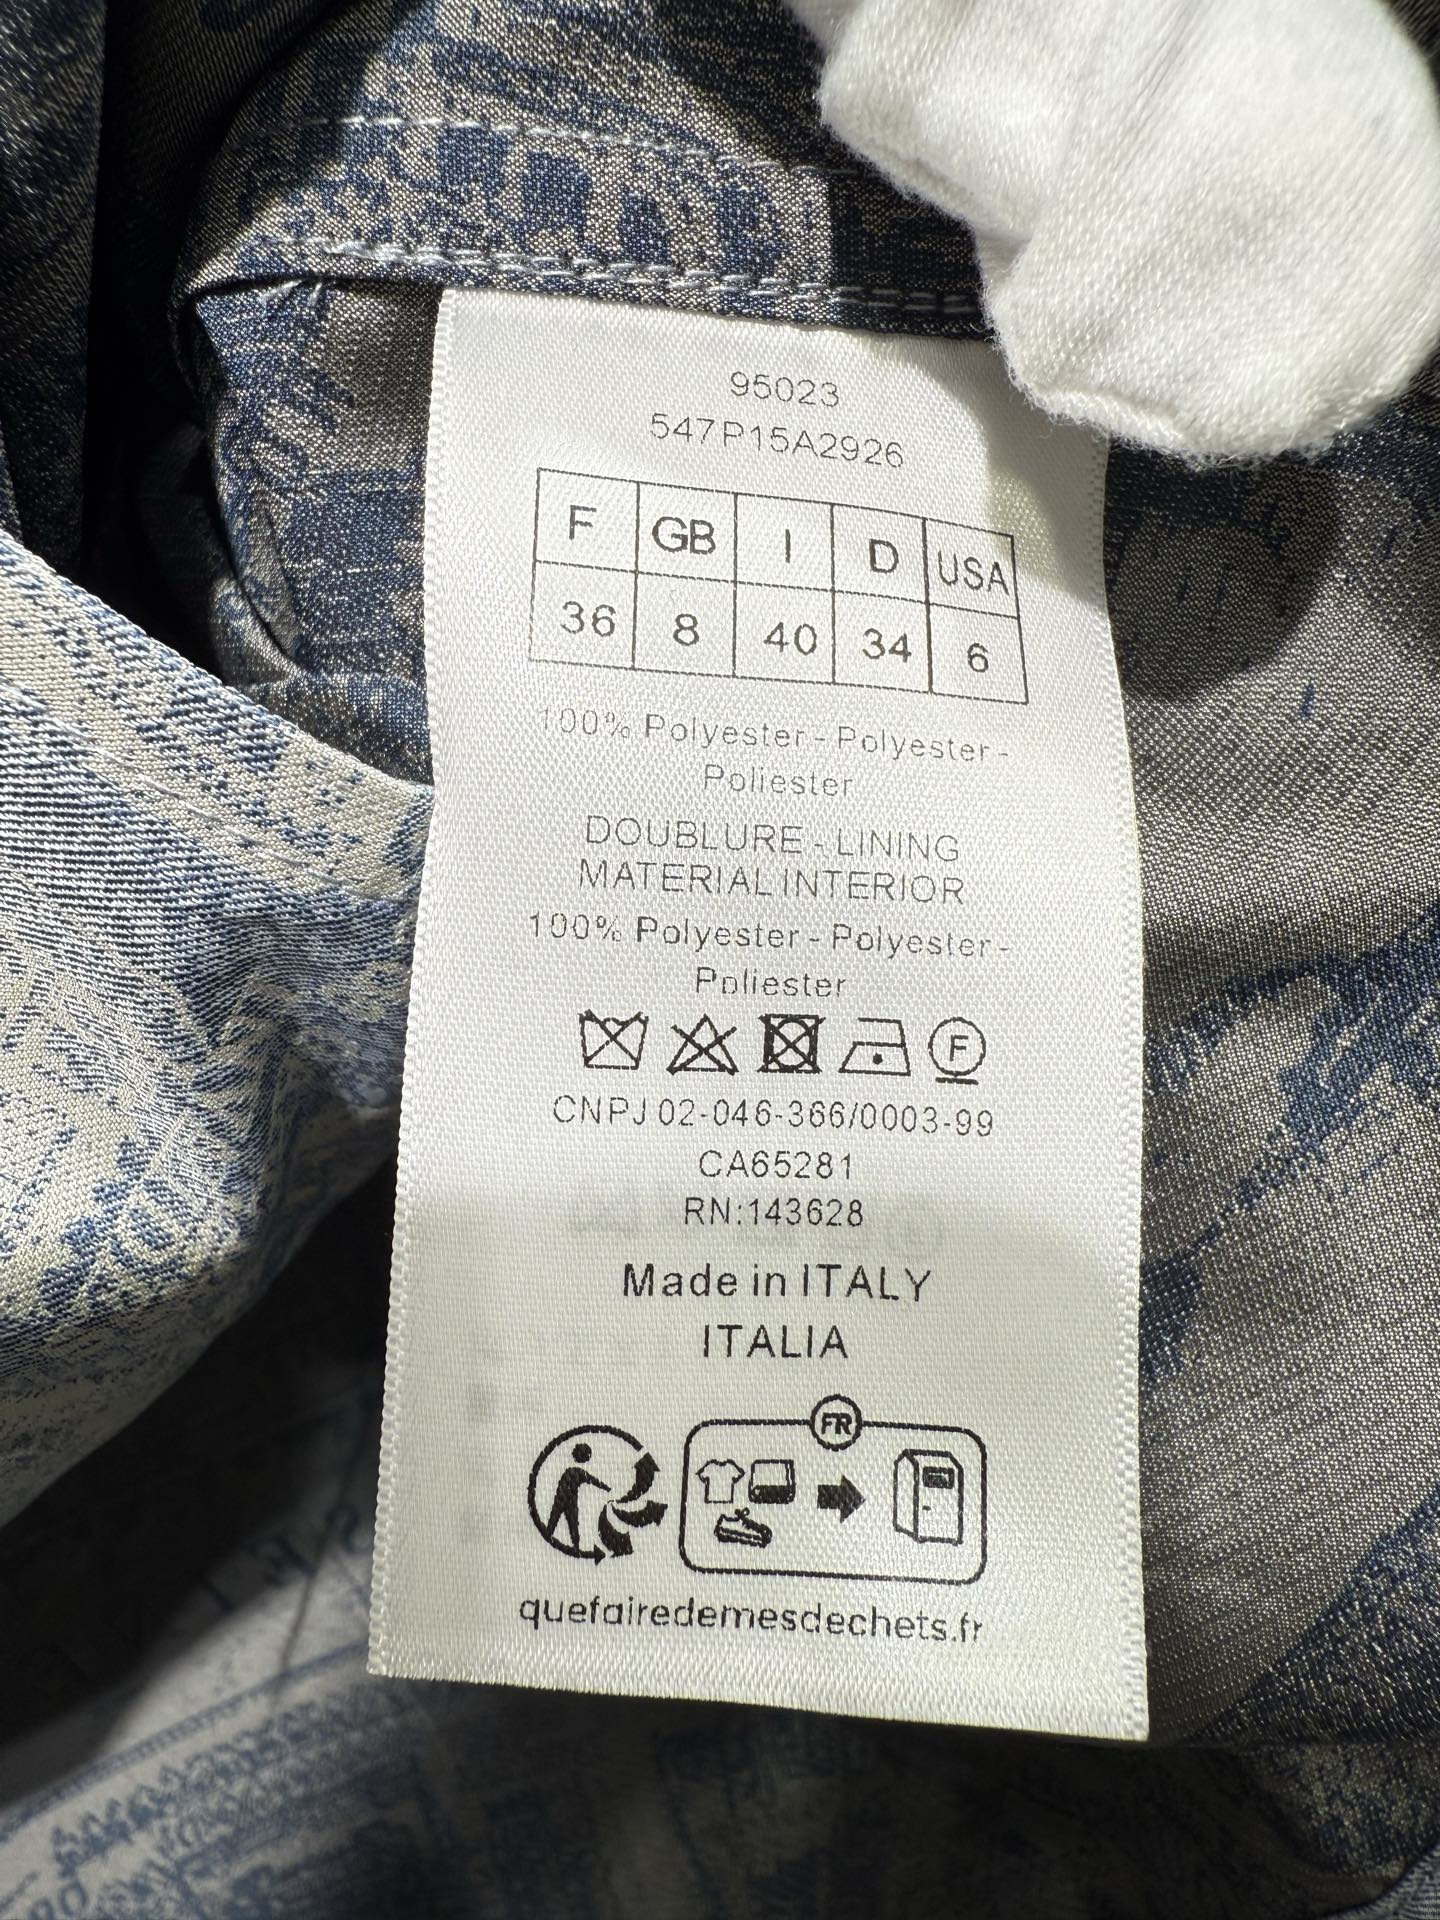 95023
547P15A2926
F GB I D USA
36 8 40 34 6
100% Polyester - Polyester -
Poliester
DOUBLURE - LINING
MATERIAL INTERIOR
100% Polyester - Polyester -
Poliester
F
CNPJ 02-046-366/0003-99
CA65281
RN:143628
Made in ITALY
ITALIA
FR
quefairedemesdechets.fr